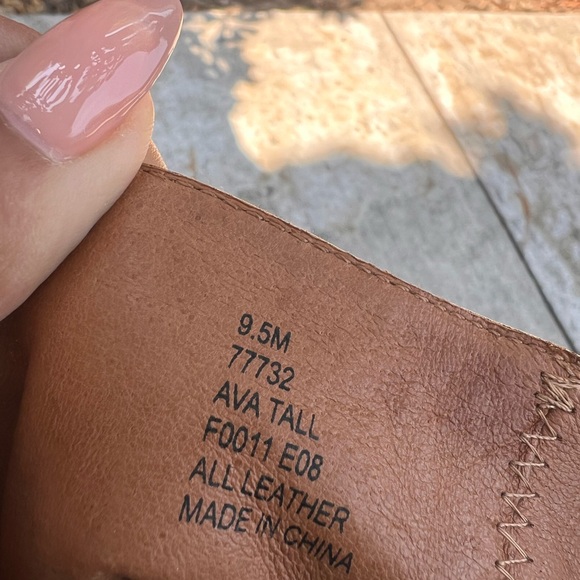 9.5M
77732
AVA TALL
F0011 E08
ALL LEATHER
MADE IN CHINA